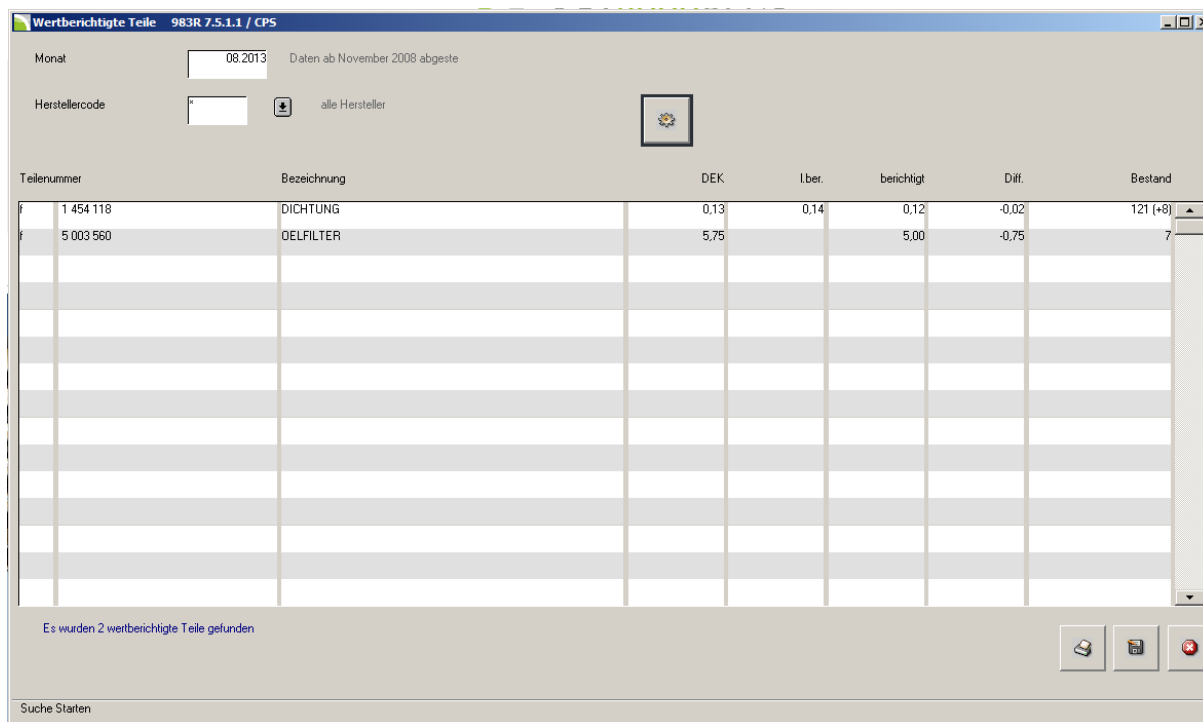 Wertberichtigte Teile 983R 7.5.1.1 / CPS
Monat 08.2013 Daten ab November 2008 abgeste
Herstellercode * alle Hersteller
Teilenummer Bezeichnung DEK l.ber. berichtigt Diff. Bestand
f 1 454 118 DICHTUNG 0,13 0,14 0,12 -0,02 121 (+8)
f 5 003 560 OELFILTER 5,75 5,00 -0,75 7
Es wurden 2 wertberichtigte Teile gefunden
Suche Starten